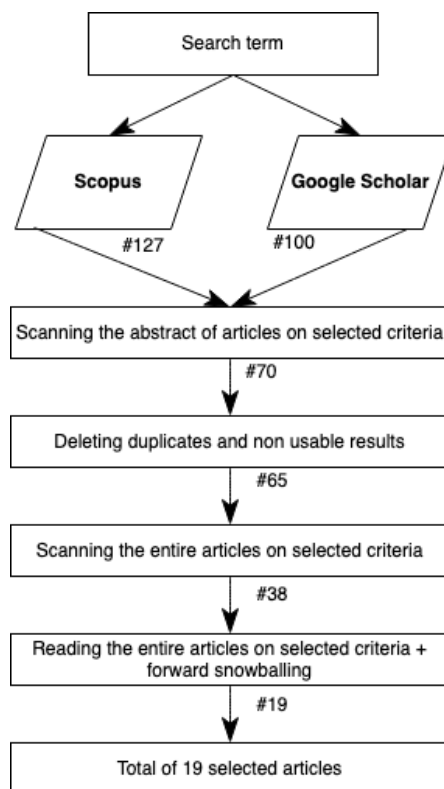 Search term
Scopus
Google Scholar
#127
#100
Scanning the abstract of articles on selected criteria
#70
Deleting duplicates and non usable results
#65
Scanning the entire articles on selected criteria
#38
Reading the entire articles on selected criteria +
forward snowballing
#19
Total of 19 selected articles